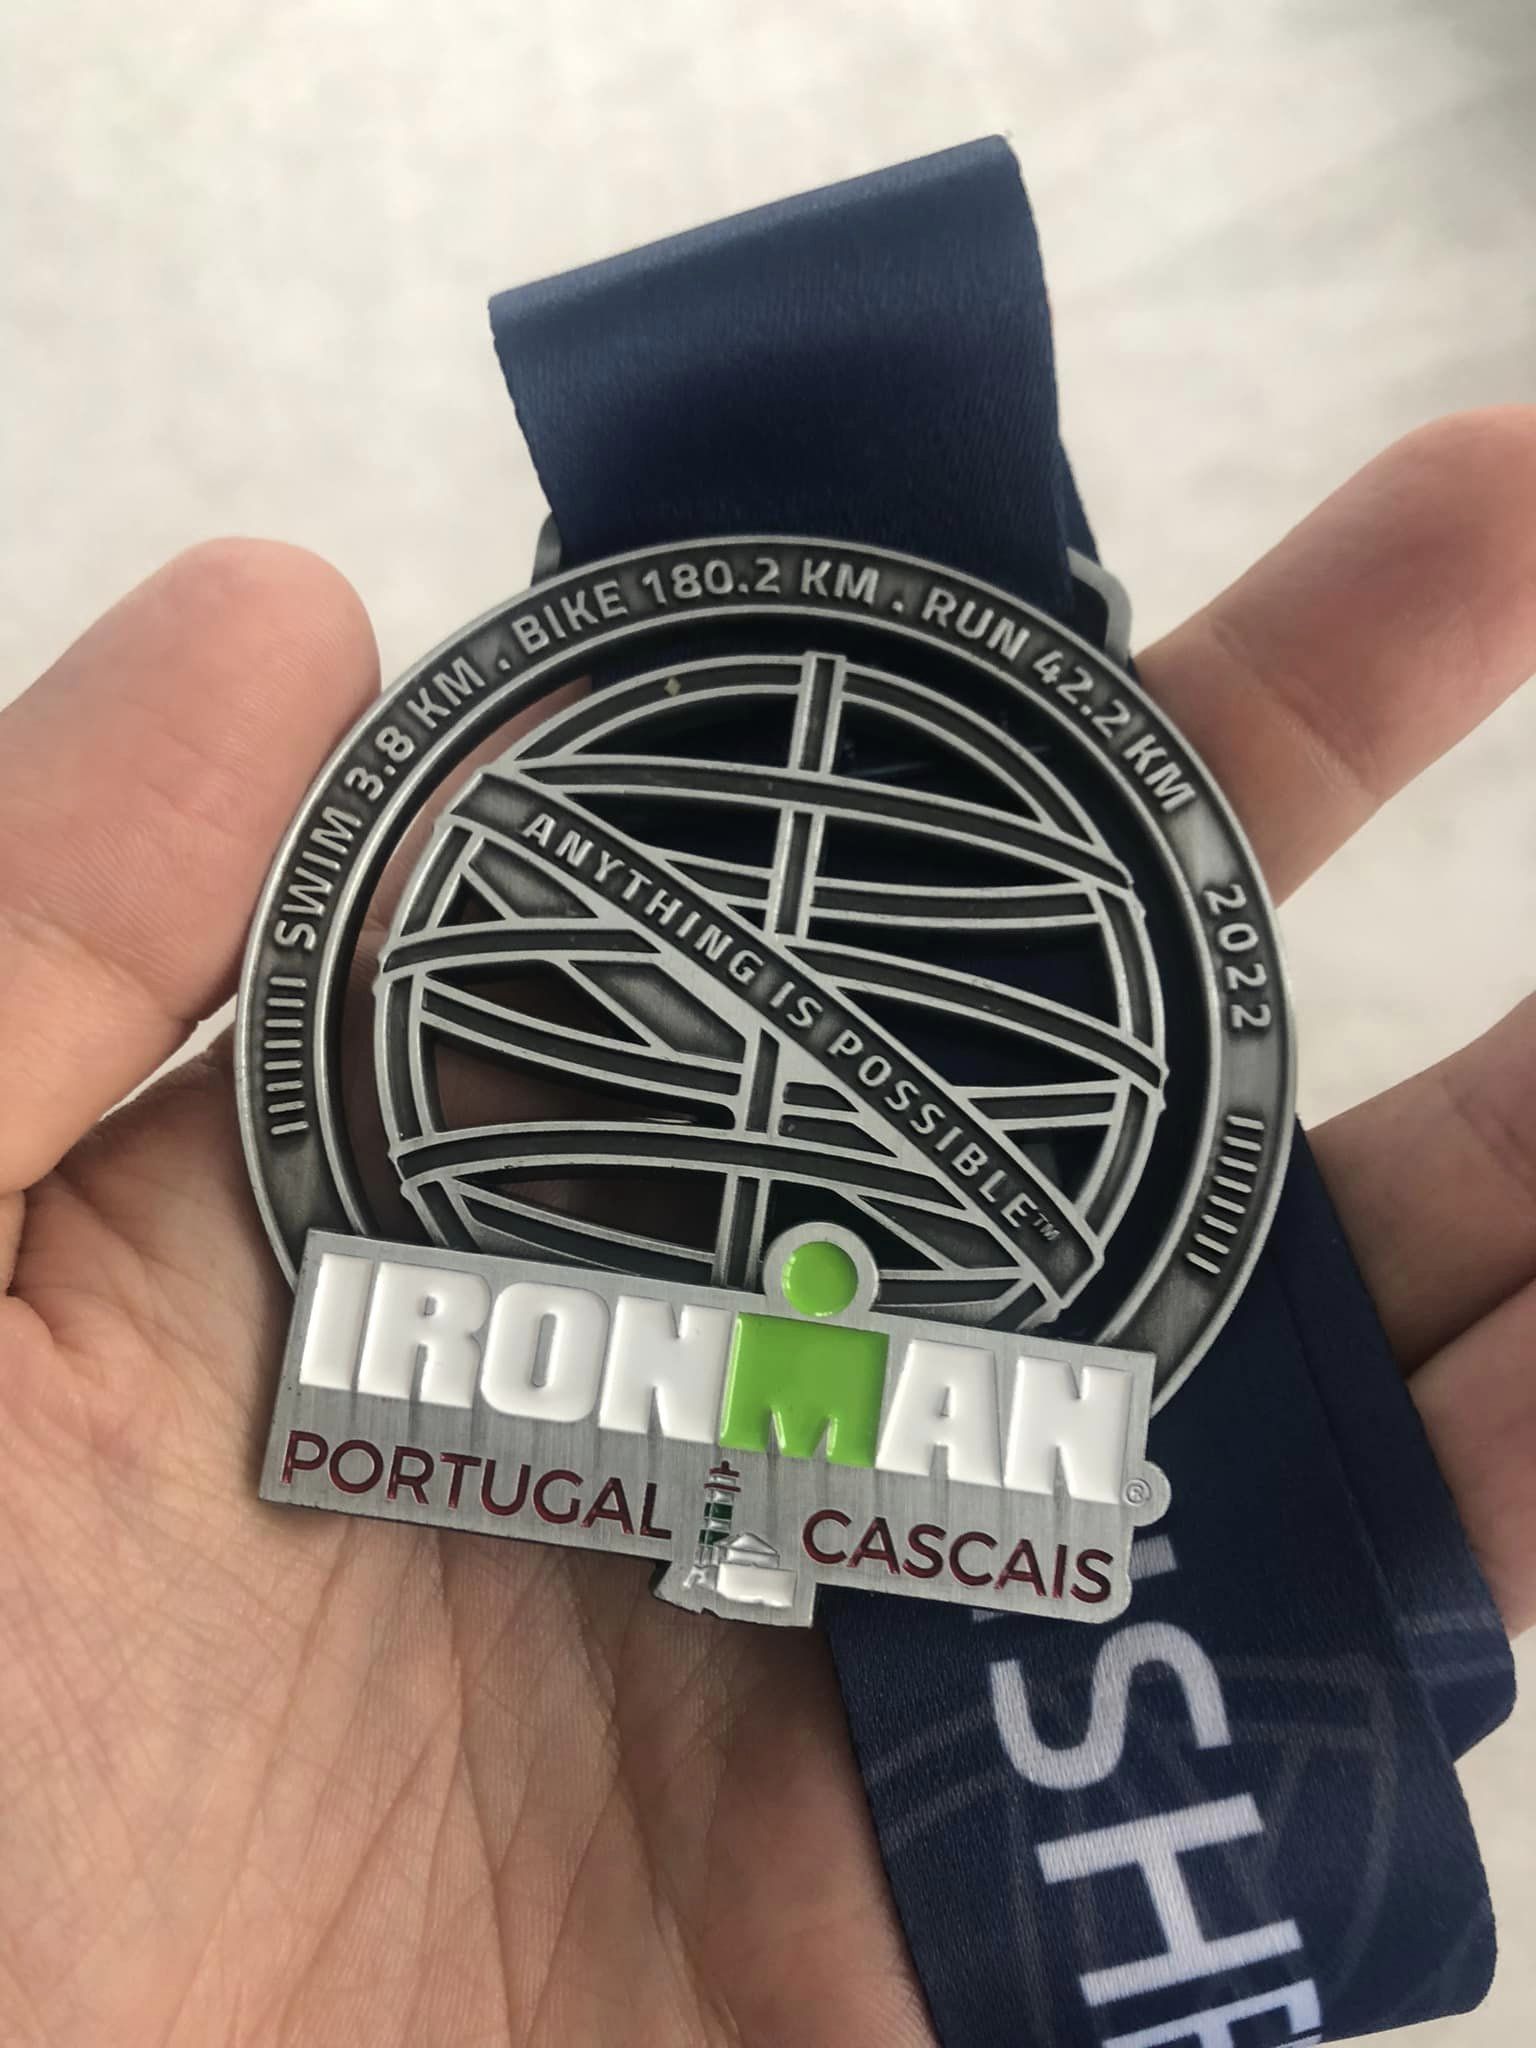 SWIM 3.8 KM . BIKE 180.2 KM . RUN 42.2 KM 2022
ANYTHING IS POSSIBLE™
IRONMAN®
PORTUGAL CASCAIS